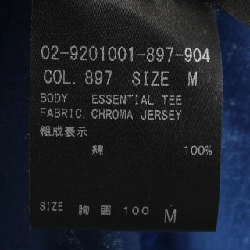 02-9201001-897-904
COL. 897 SIZE M
BODY ESSENTIAL TEE
FABRIC. CHROMA JERSEY
組成表示
綿 100%
SIZE 胸囲 100 M